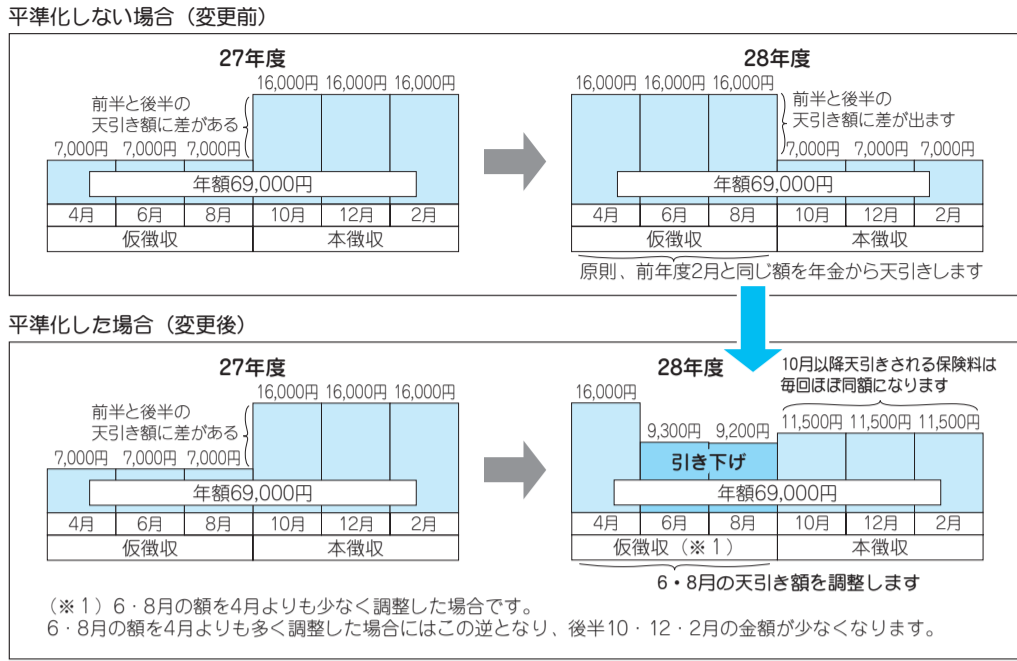 平準化しない場合（変更前）
27年度
16,000円 16,000円 16,000円
前半と後半の
天引き額に差がある
7,000円 7,000円 7,000円
年額69,000円
4月 6月 8月 10月 12月 2月
仮徴収 本徴収
28年度
16,000円 16,000円 16,000円
前半と後半の
天引き額に差が出ます
7,000円 7,000円 7,000円
年額69,000円
4月 6月 8月 10月 12月 2月
仮徴収 本徴収
原則、前年度2月と同じ額を年金から天引きします
平準化した場合（変更後）
27年度
16,000円 16,000円 16,000円
前半と後半の
天引き額に差がある
7,000円 7,000円 7,000円
年額69,000円
4月 6月 8月 10月 12月 2月
仮徴収 本徴収
28年度
10月以降天引きされる保険料は
毎回ほぼ同額になります
16,000円
9,300円 9,200円 11,500円 11,500円 11,500円
引き下げ
年額69,000円
4月 6月 8月 10月 12月 2月
仮徴収（※1） 本徴収
6・8月の天引き額を調整します
（※1）6・8月の額を4月よりも少なく調整した場合です。
6・8月の額を4月よりも多く調整した場合にはこの逆となり、後半10・12・2月の金額が少なくなります。